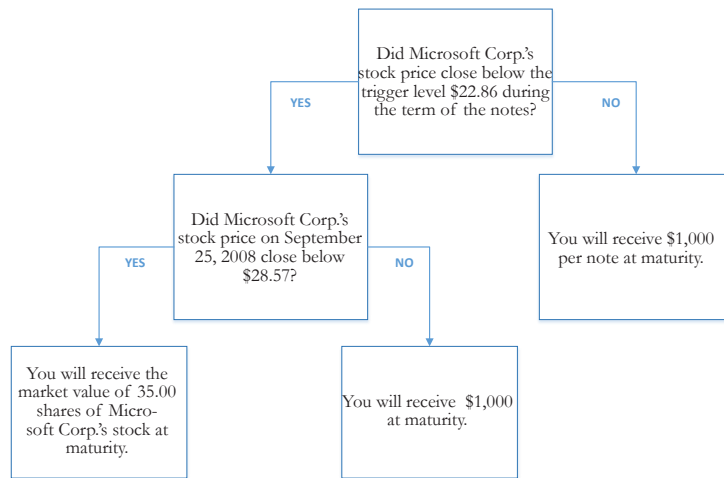 Did Microsoft Corp.'s
stock price close below the
trigger level $22.86 during
the term of the notes?
YES
NO
Did Microsoft Corp.'s
stock price on September
25, 2008 close below
$28.57?
You will receive $1,000
per note at maturity.
YES
NO
You will receive the
market value of 35.00
shares of Micro-
soft Corp.'s stock at
maturity.
You will receive $1,000
at maturity.